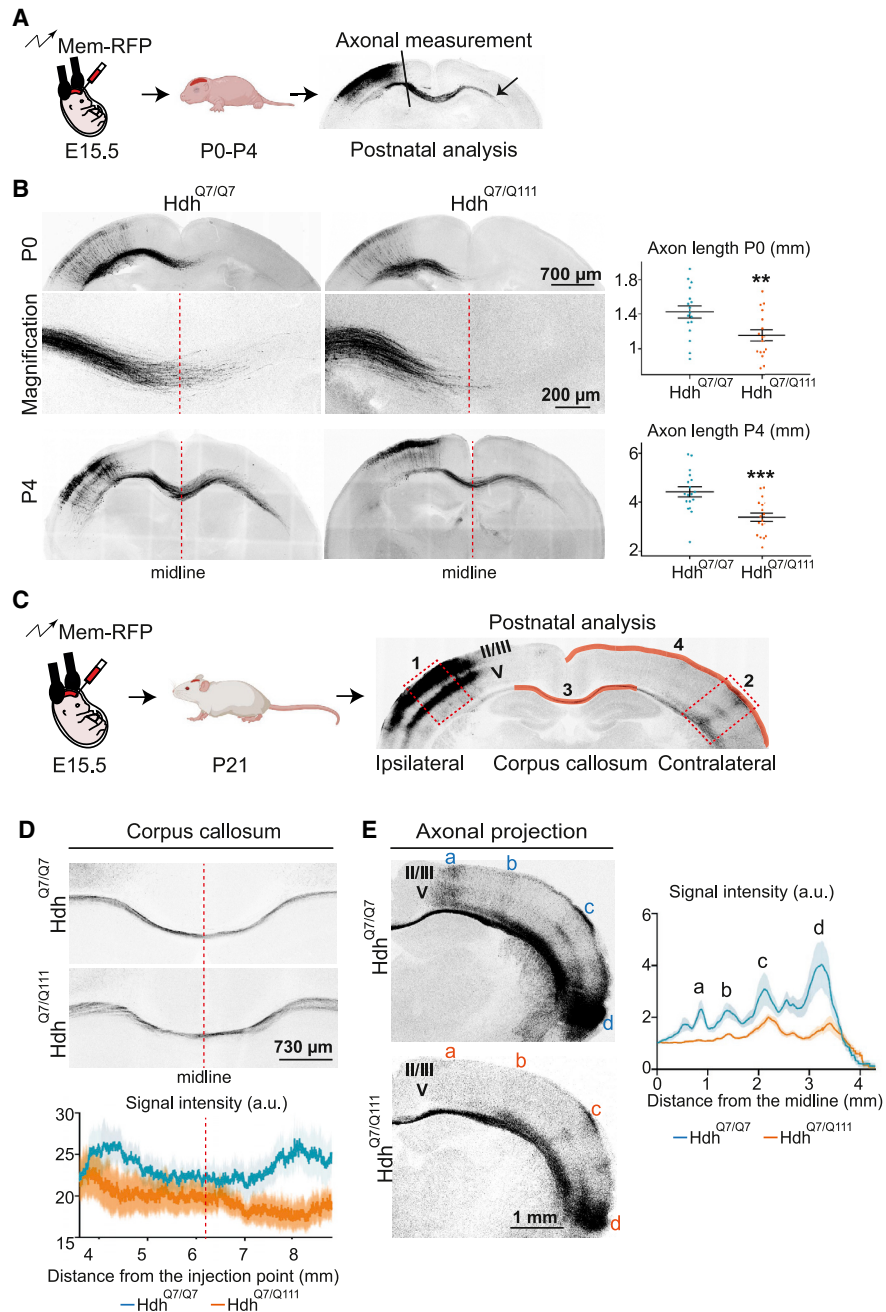 A
Mem-RFP
E15.5
P0-P4
Axonal measurement
Postnatal analysis
B
Hdh Q7/Q7
Hdh Q7/Q111
P0
700 µm
Magnification
200 µm
P4
midline
midline
Axon length P0 (mm)
1.8
**
1.4
1
Hdh Q7/Q7
Hdh Q7/Q111
Axon length P4 (mm)
6
***
4
2
Hdh Q7/Q7
Hdh Q7/Q111
C
Mem-RFP
E15.5
P21
Postnatal analysis
1
II/III
V
3
4
2
Ipsilateral
Corpus callosum
Contralateral
D
Corpus callosum
Hdh Q7/Q7
Hdh Q7/Q111
730 µm
midline
Signal intensity (a.u.)
30
25
20
15
4 5 6 7 8
Distance from the injection point (mm)
Hdh Q7/Q7
Hdh Q7/Q111
E
Axonal projection
Hdh Q7/Q7
II/III
V
a
b
c
d
Hdh Q7/Q111
II/III
V
a
b
c
d
1 mm
Signal intensity (a.u.)
6
4
2
0
a
b
c
d
0 1 2 3 4
Distance from the midline (mm)
Hdh Q7/Q7
Hdh Q7/Q111